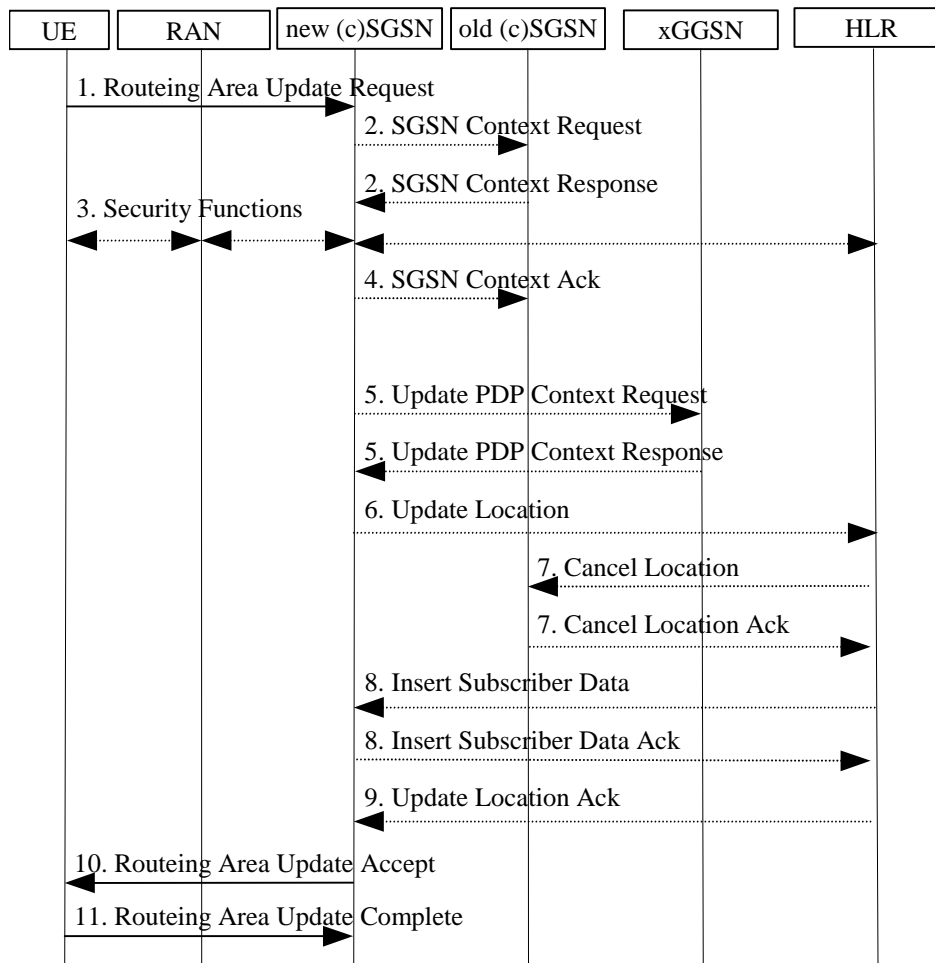 UE RAN new (c)SGSN old (c)SGSN xGGSN HLR
1. Routeing Area Update Request
2. SGSN Context Request
2. SGSN Context Response
3. Security Functions
4. SGSN Context Ack
5. Update PDP Context Request
5. Update PDP Context Response
6. Update Location
7. Cancel Location
7. Cancel Location Ack
8. Insert Subscriber Data
8. Insert Subscriber Data Ack
9. Update Location Ack
10. Routeing Area Update Accept
11. Routeing Area Update Complete